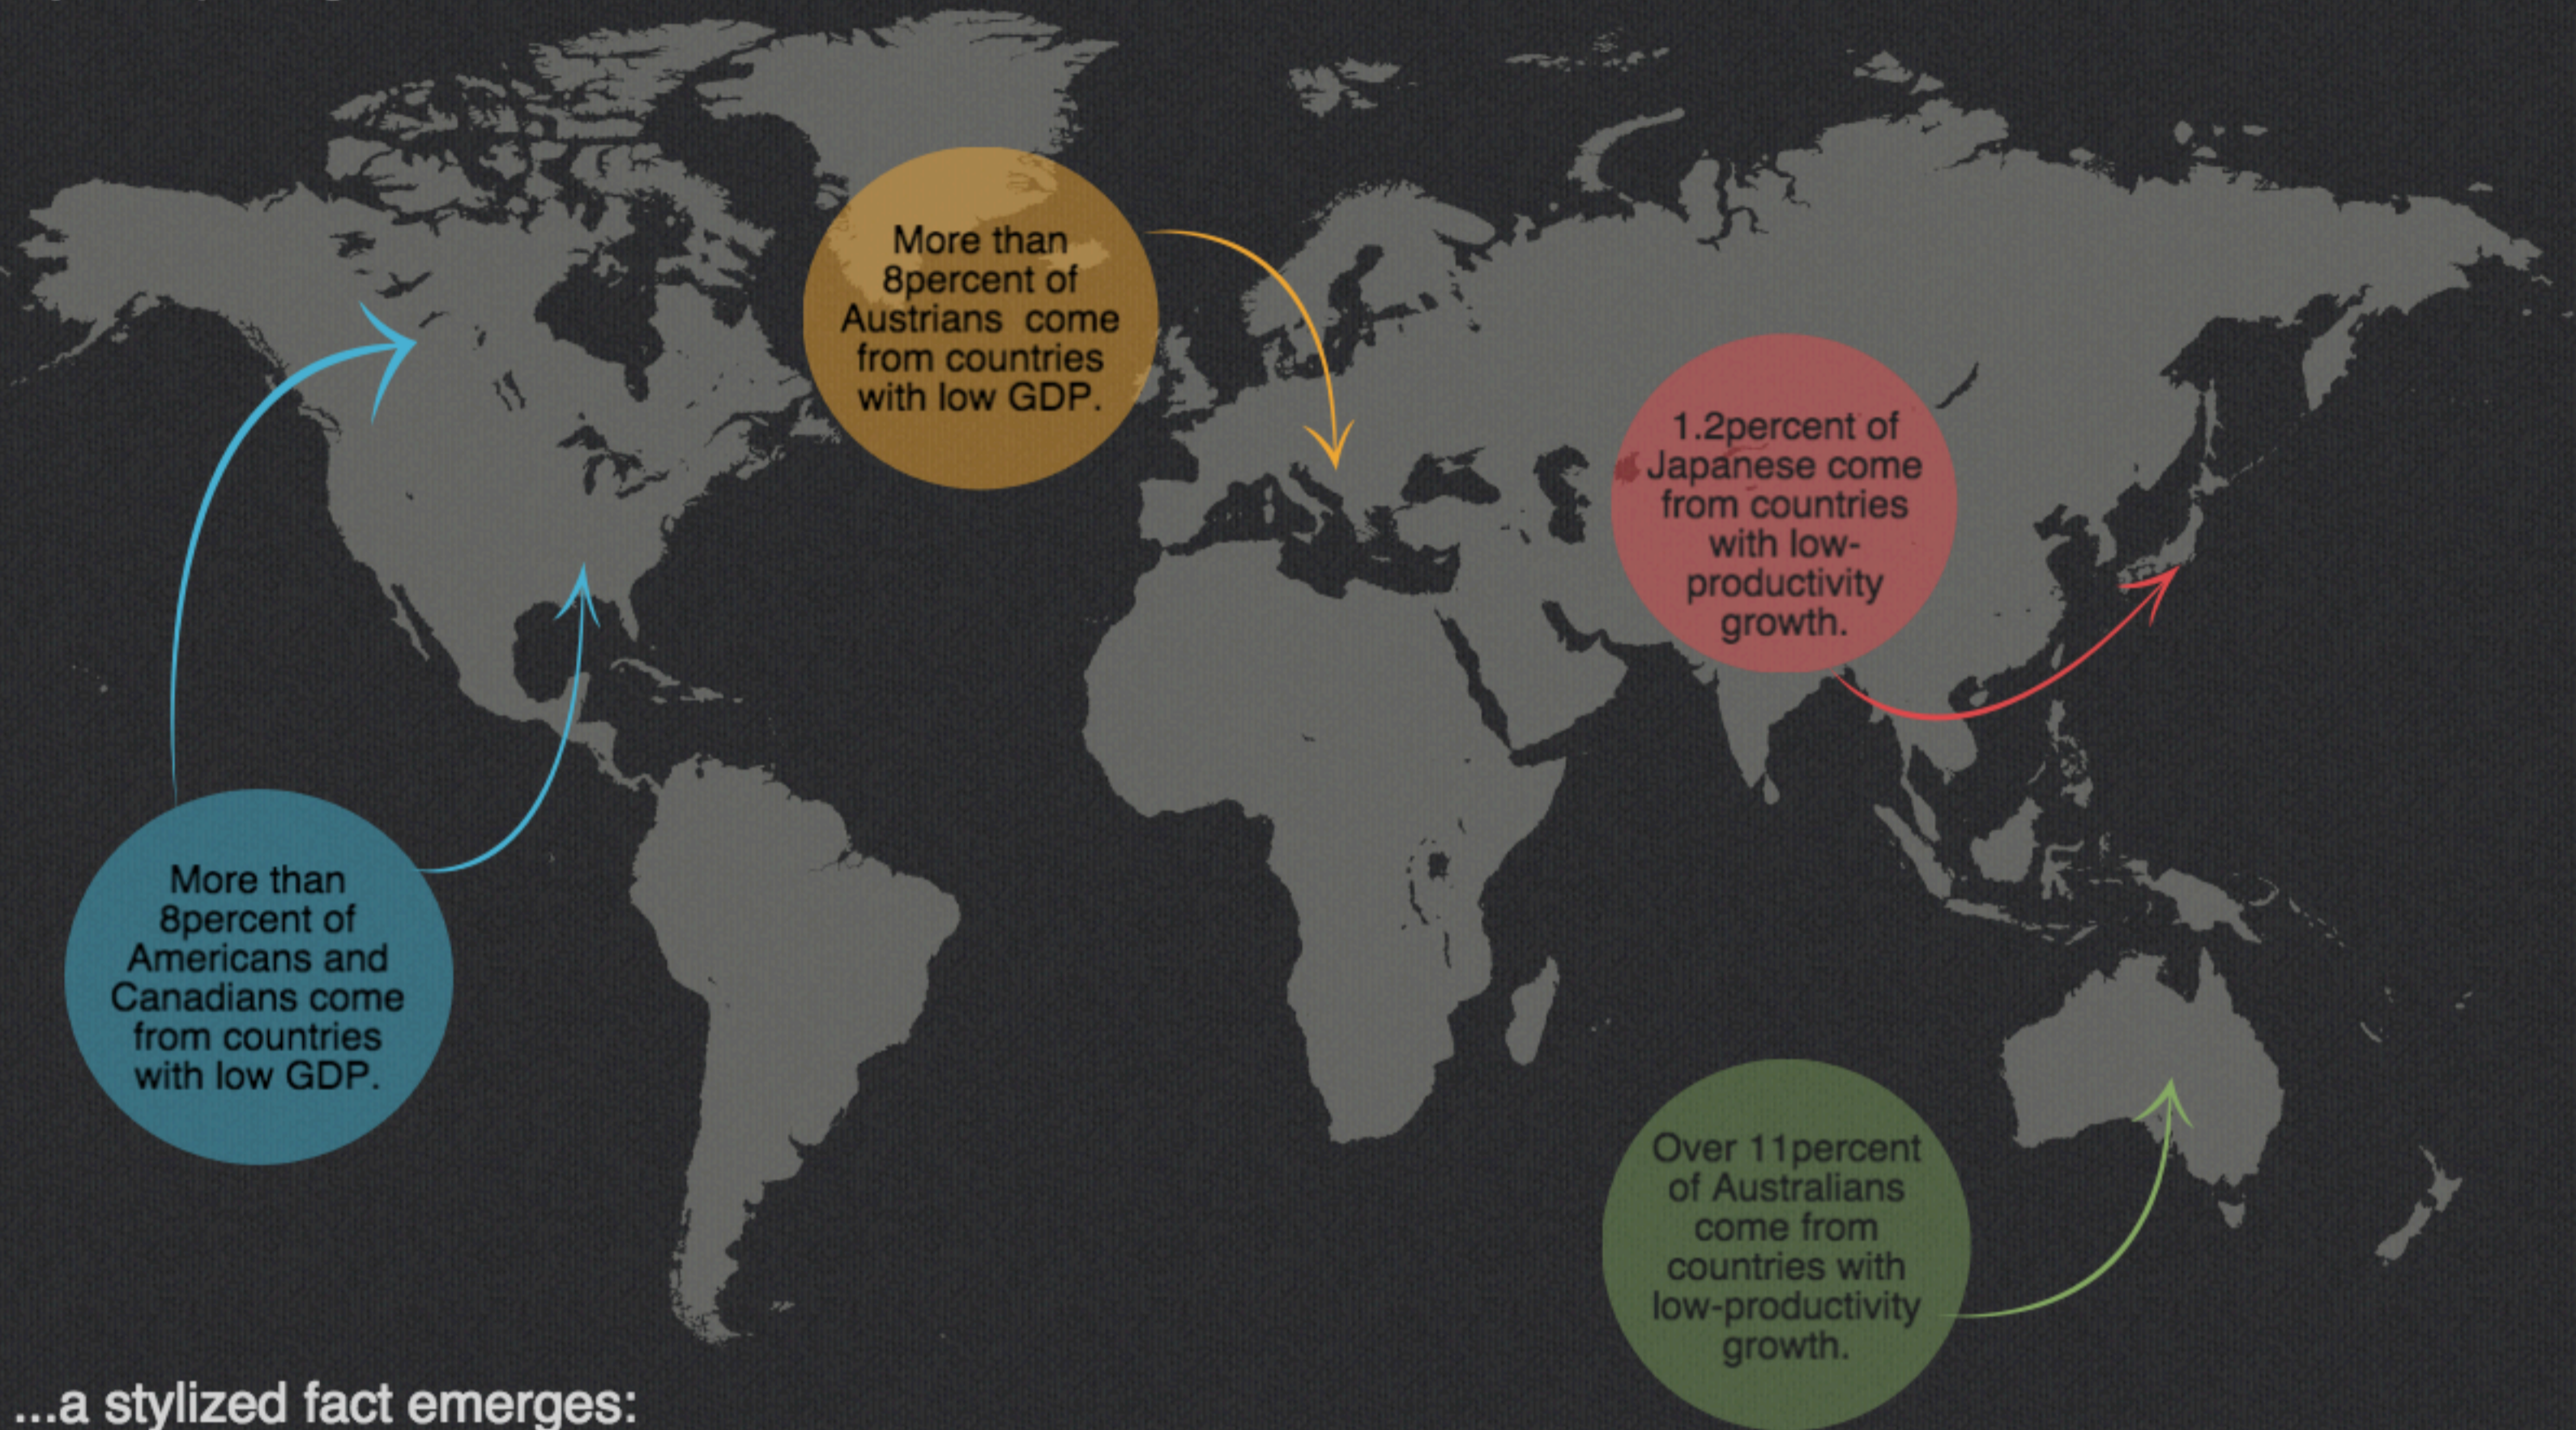 More than
8percent of
Austrians  come
from countries
with low GDP.
1.2percent of
Japanese come
from countries
with low-
productivity
growth.
More than
8percent of
Americans and
Canadians come
from countries
with low GDP.
Over 11percent
of Australians
come from
countries with
low-productivity
growth.
...a stylized fact emerges: